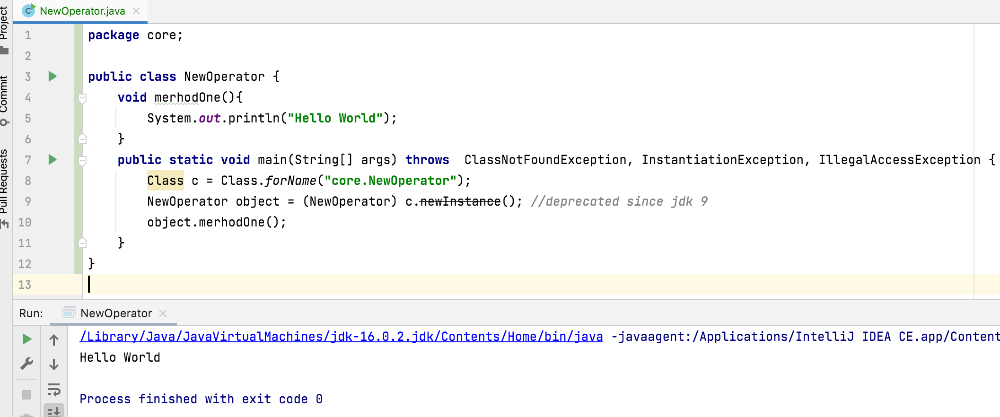 NewOperator.java
Project
Commit
Pull Requests
1 package core;
2
3 public class NewOperator {
4     void merhodOne(){
5         System.out.println("Hello World");
6     }
7     public static void main(String[] args) throws  ClassNotFoundException, InstantiationException, IllegalAccessException {
8         Class c = Class.forName("core.NewOperator");
9         NewOperator object = (NewOperator) c.newInstance(); //deprecated since jdk 9
10         object.merhodOne();
11     }
12 }
13
Run: NewOperator
/Library/Java/JavaVirtualMachines/jdk-16.0.2.jdk/Contents/Home/bin/java -javaagent:/Applications/IntelliJ IDEA CE.app/Content
Hello World
Process finished with exit code 0